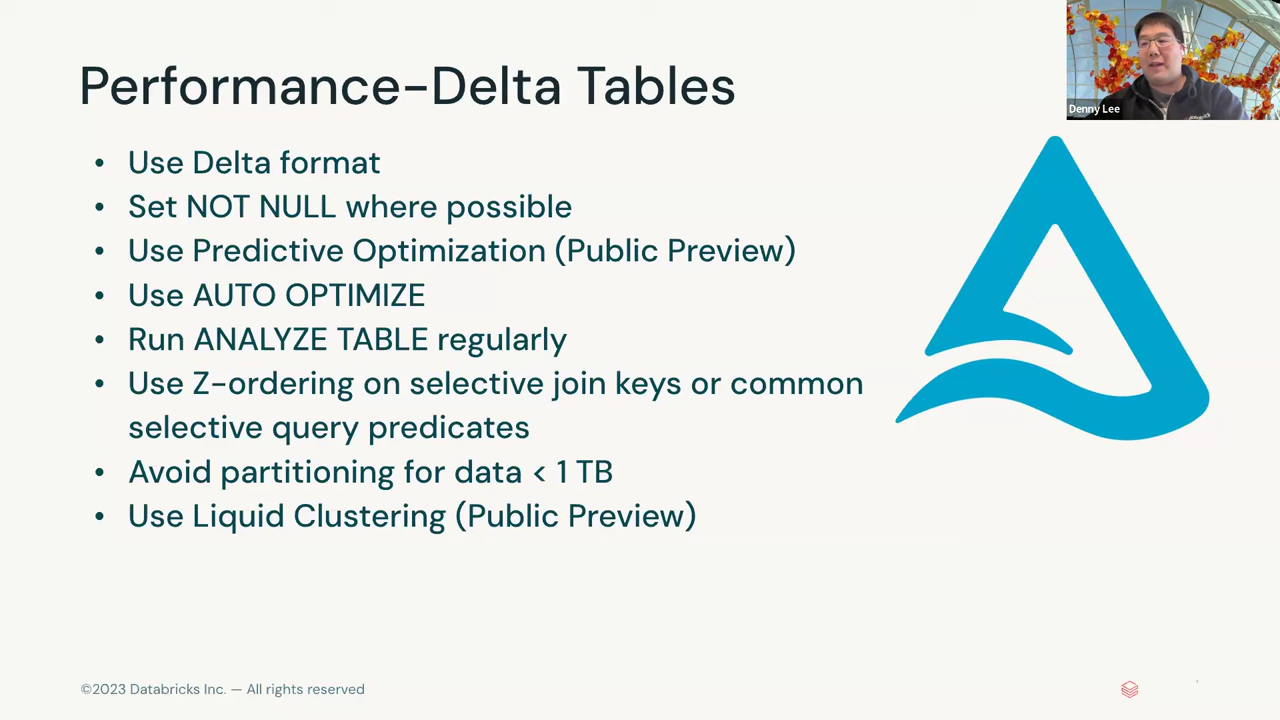 Performance-Delta Tables
Denny Lee
• Use Delta format
• Set NOT NULL where possible
• Use Predictive Optimization (Public Preview)
• Use AUTO OPTIMIZE
• Run ANALYZE TABLE regularly
• Use Z-ordering on selective join keys or common
selective query predicates
• Avoid partitioning for data < 1 TB
• Use Liquid Clustering (Public Preview)
©2023 Databricks Inc. — All rights reserved